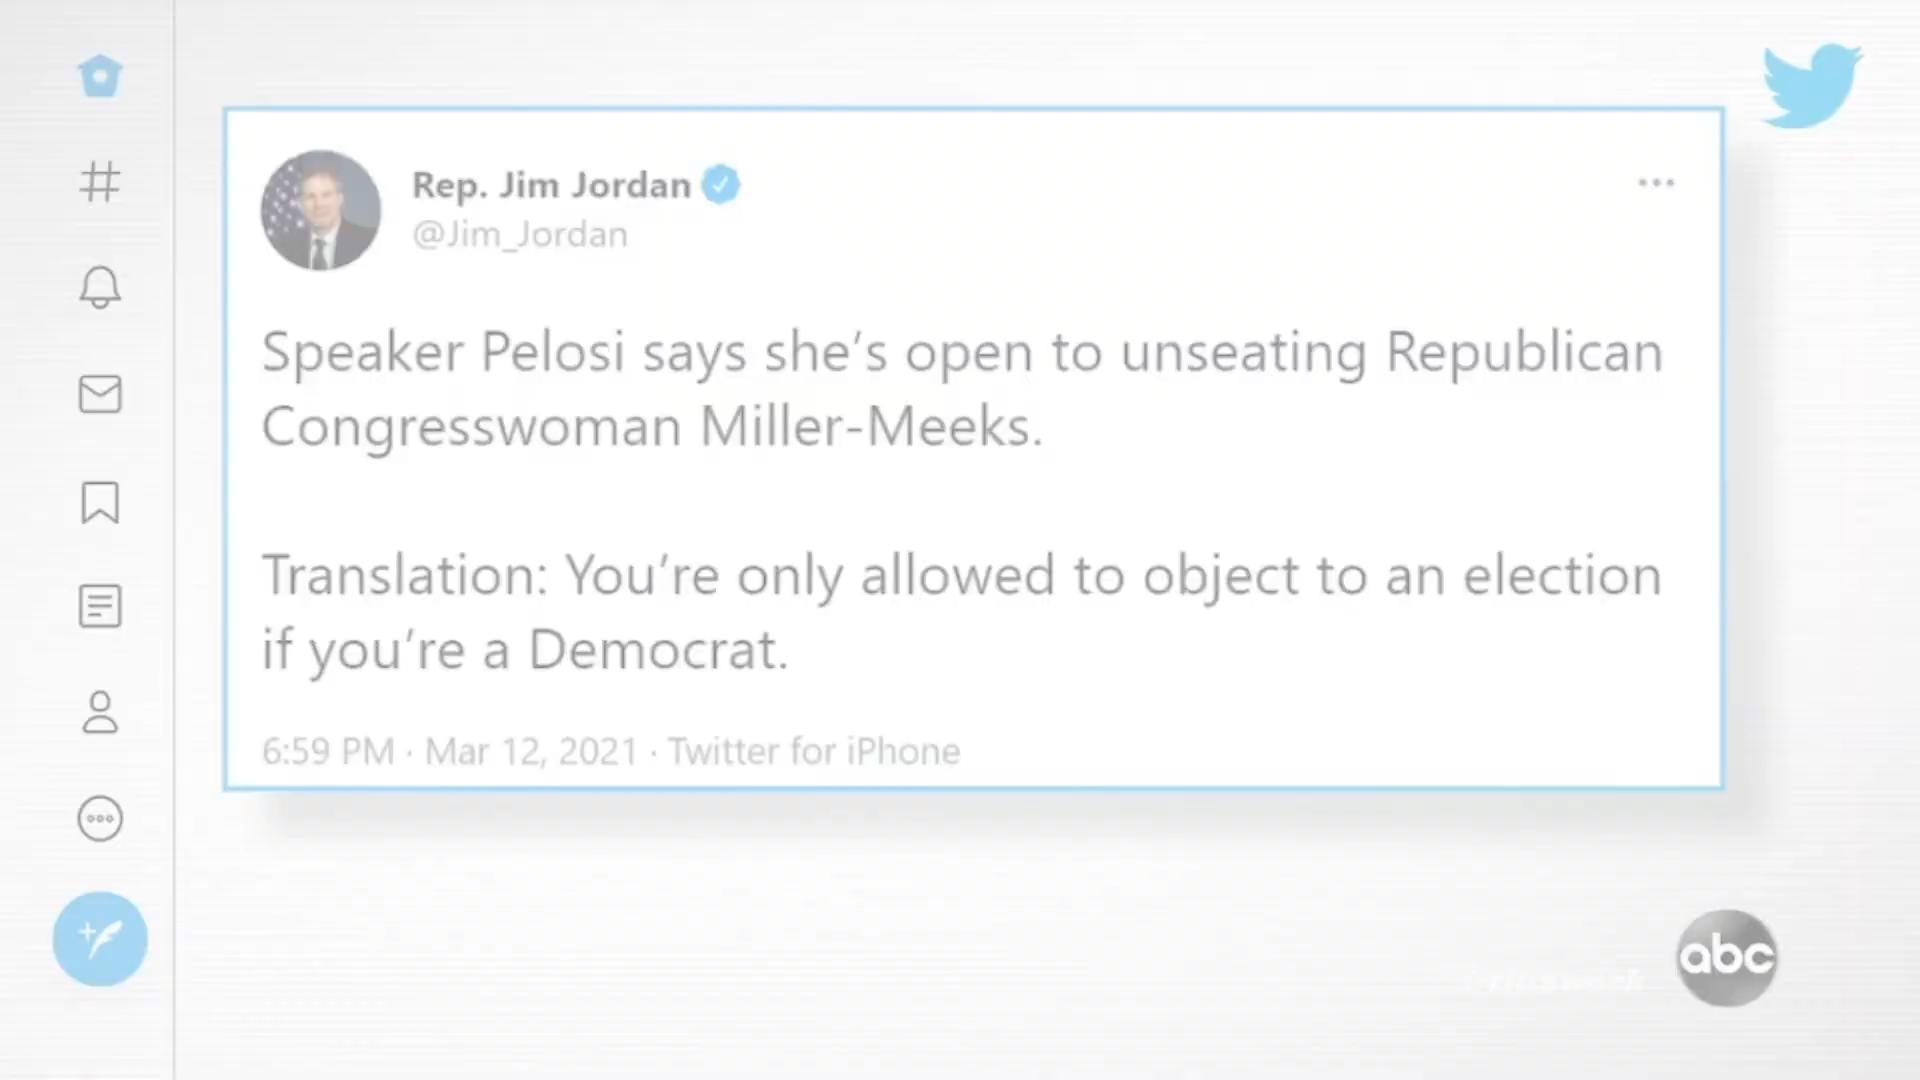 Rep. Jim Jordan
@Jim_Jordan
Speaker Pelosi says she’s open to unseating Republican
Congresswoman Miller-Meeks.
Translation: You’re only allowed to object to an election
if you’re a Democrat.
6:59 PM · Mar 12, 2021 · Twitter for iPhone
abc